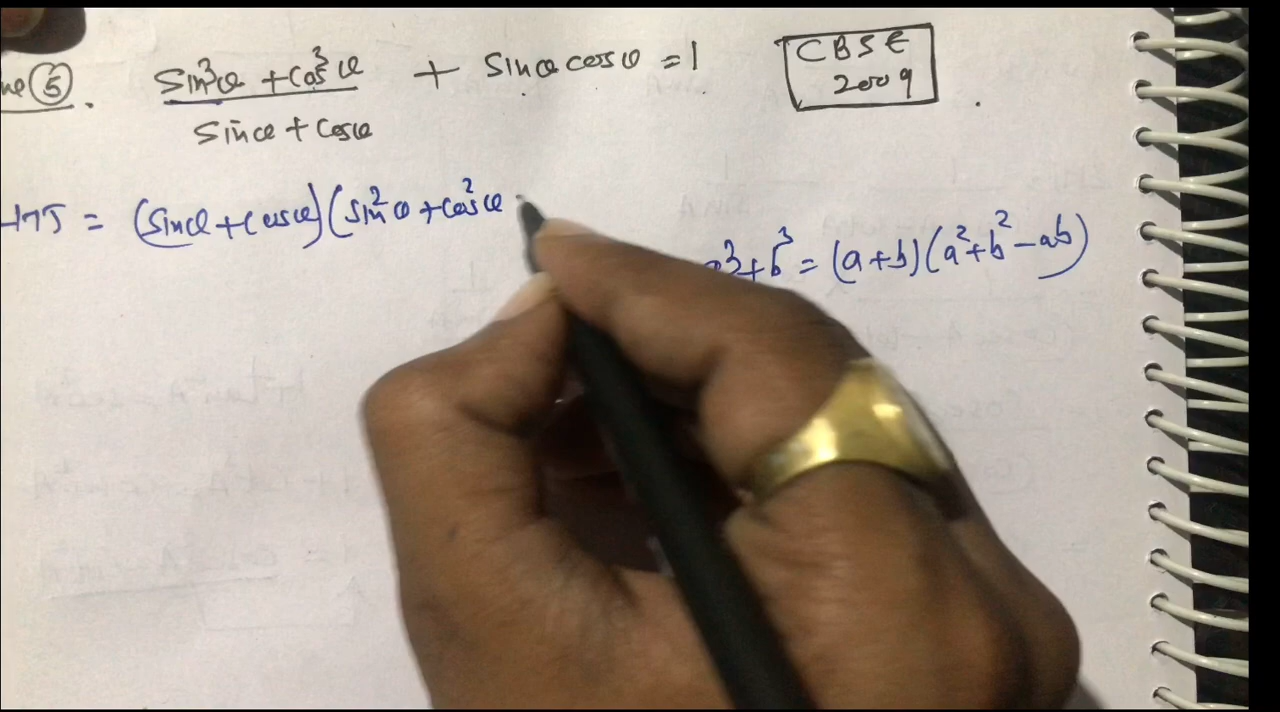 ⑤. sin³θ + cos³θ + sinθ cosθ = 1
sinθ + cosθ
CBSE
2009
= (sinθ + cosθ)(sin²θ + cos²θ
a³ + b³ = (a + b)(a² + b² - ab)